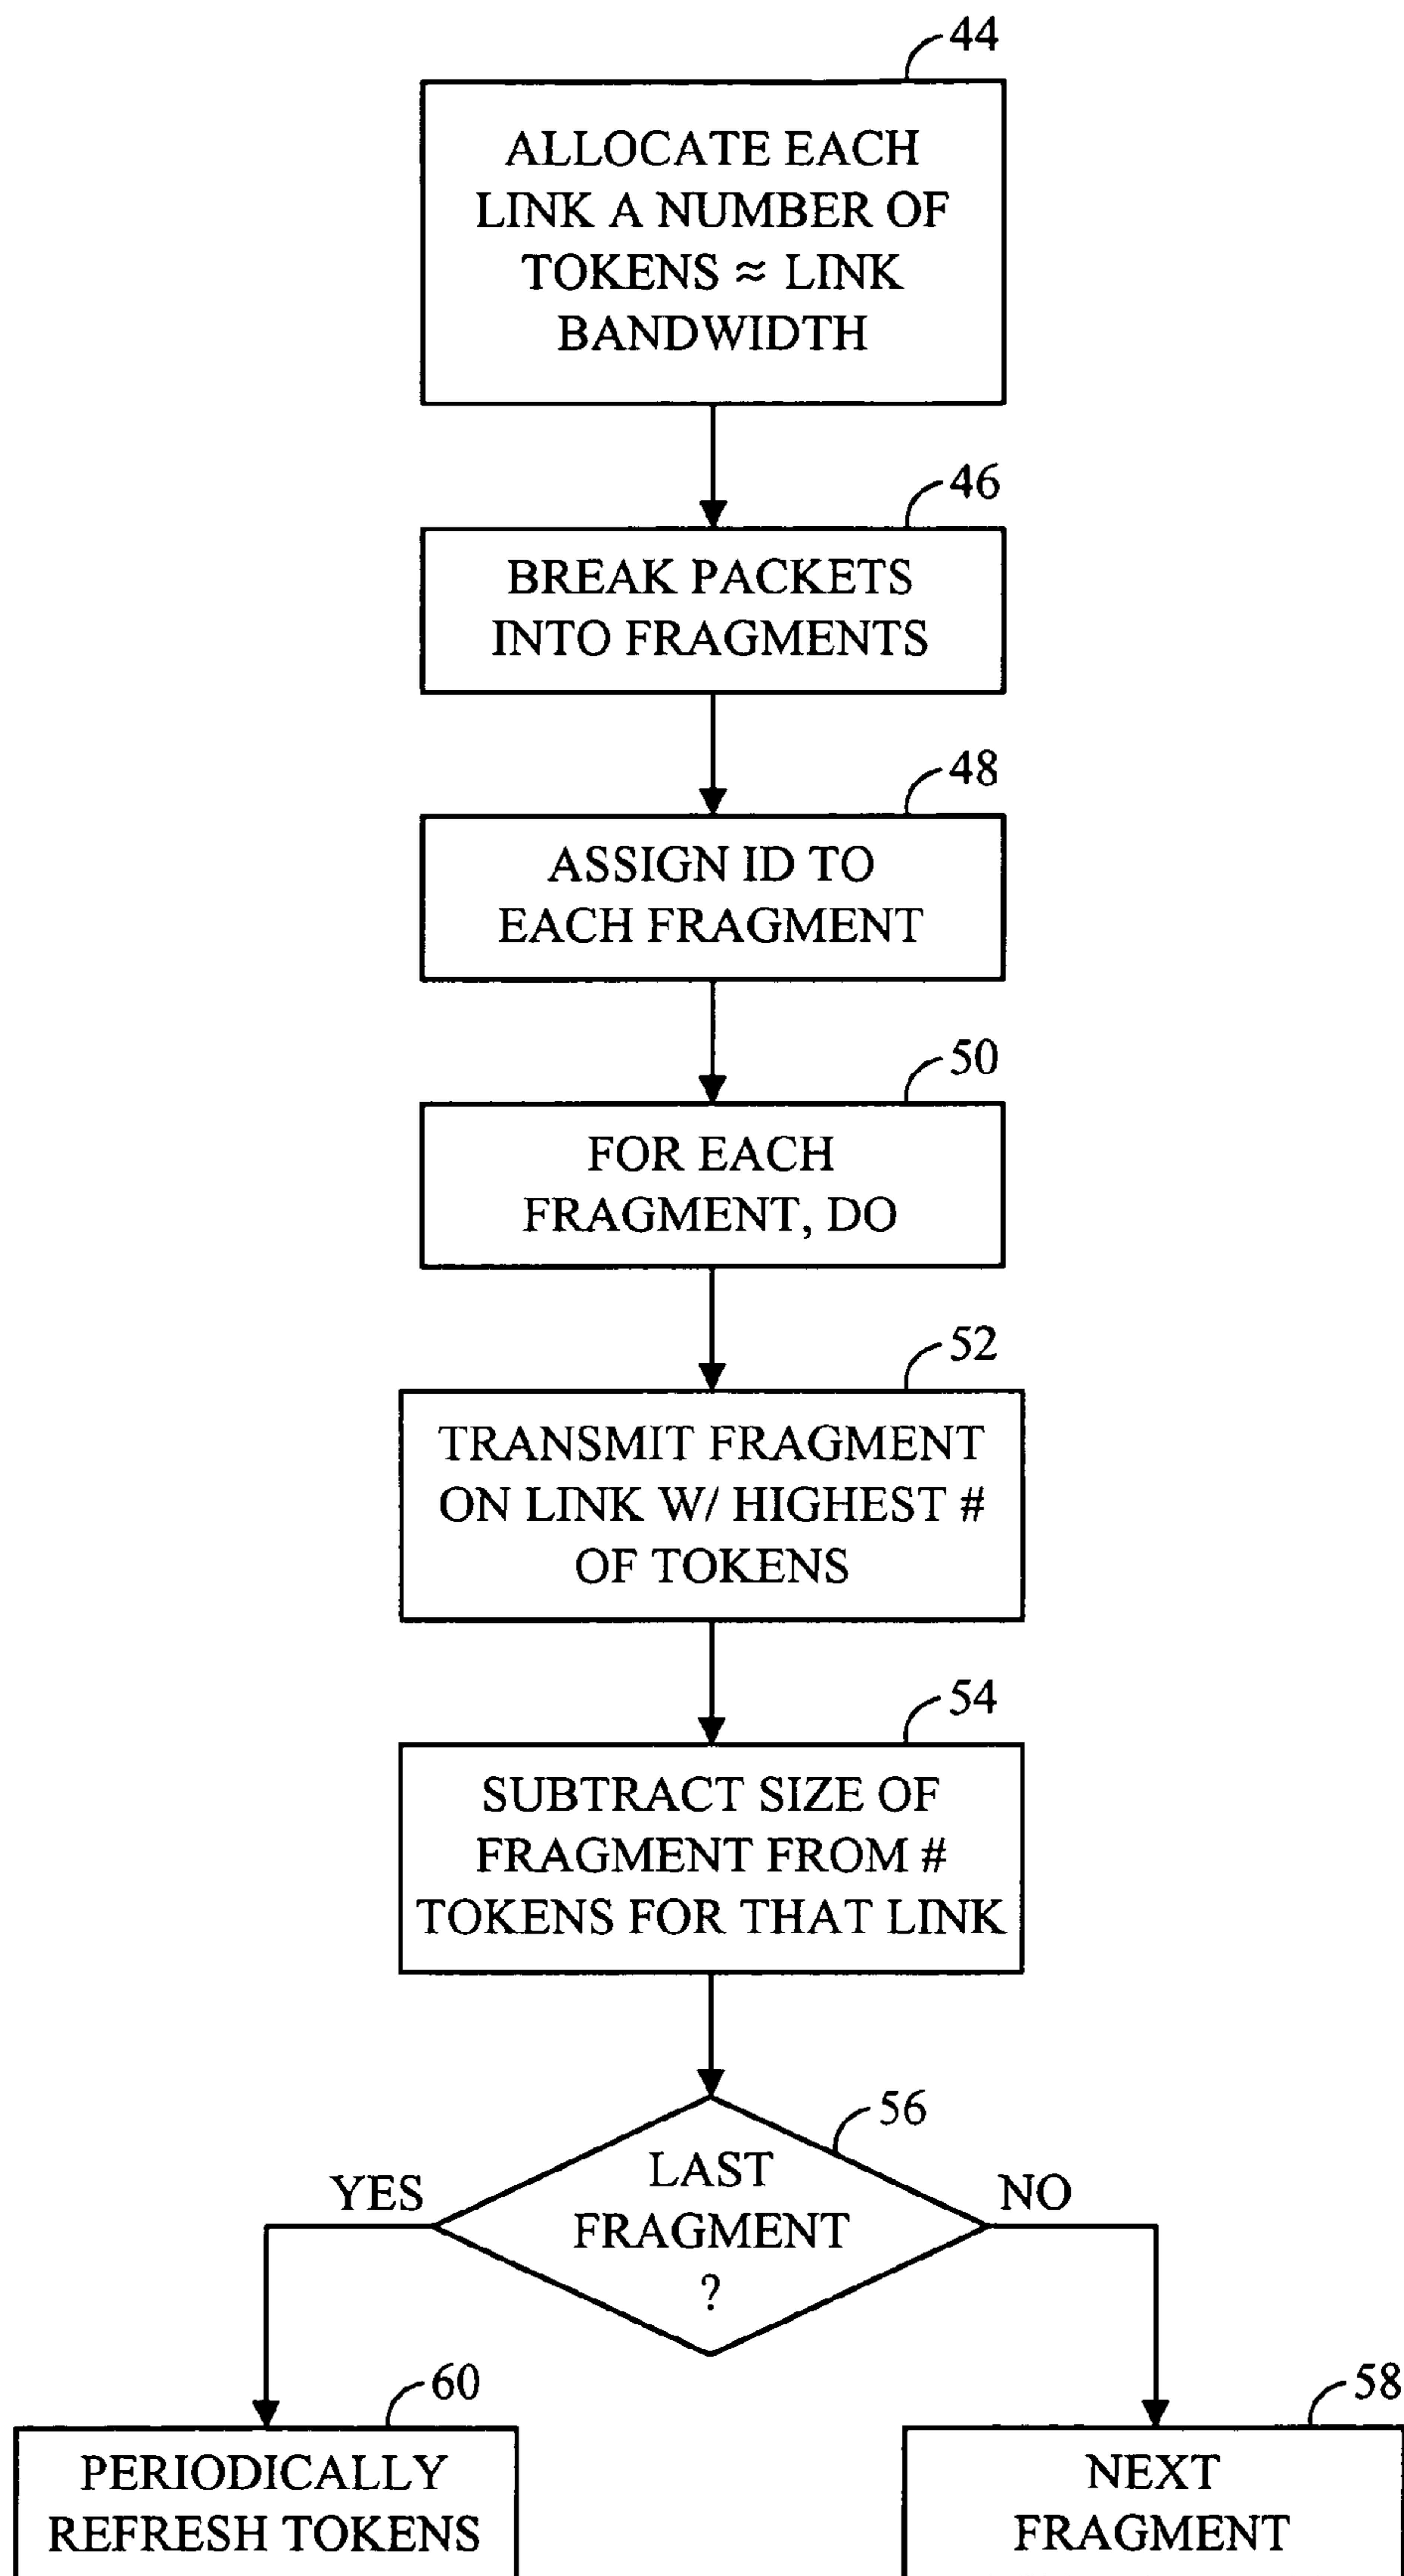 44
ALLOCATE EACH
LINK A NUMBER OF
TOKENS ≈ LINK
BANDWIDTH
46
BREAK PACKETS
INTO FRAGMENTS
48
ASSIGN ID TO
EACH FRAGMENT
50
FOR EACH
FRAGMENT, DO
52
TRANSMIT FRAGMENT
ON LINK W/ HIGHEST #
OF TOKENS
54
SUBTRACT SIZE OF
FRAGMENT FROM #
TOKENS FOR THAT LINK
56
LAST
FRAGMENT
?
YES
NO
60
PERIODICALLY
REFRESH TOKENS
58
NEXT
FRAGMENT